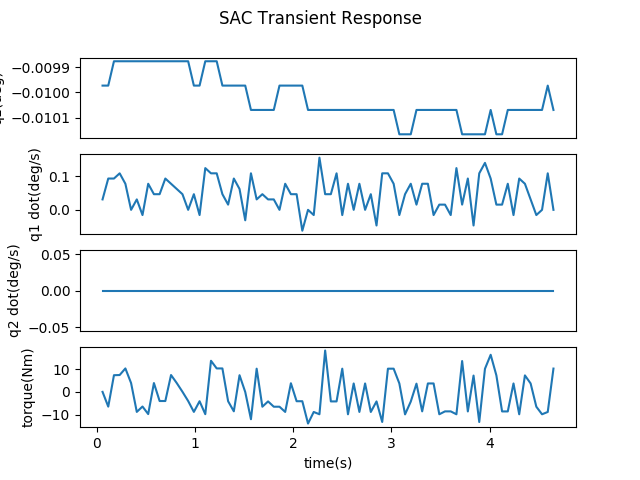 SAC Transient Response
−0.0099
−0.0100
−0.0101
0.1
0.0
q1 dot(deg/s)
0.05
0.00
−0.05
q2 dot(deg/s)
10
0
−10
torque(Nm)
0 1 2 3 4
time(s)